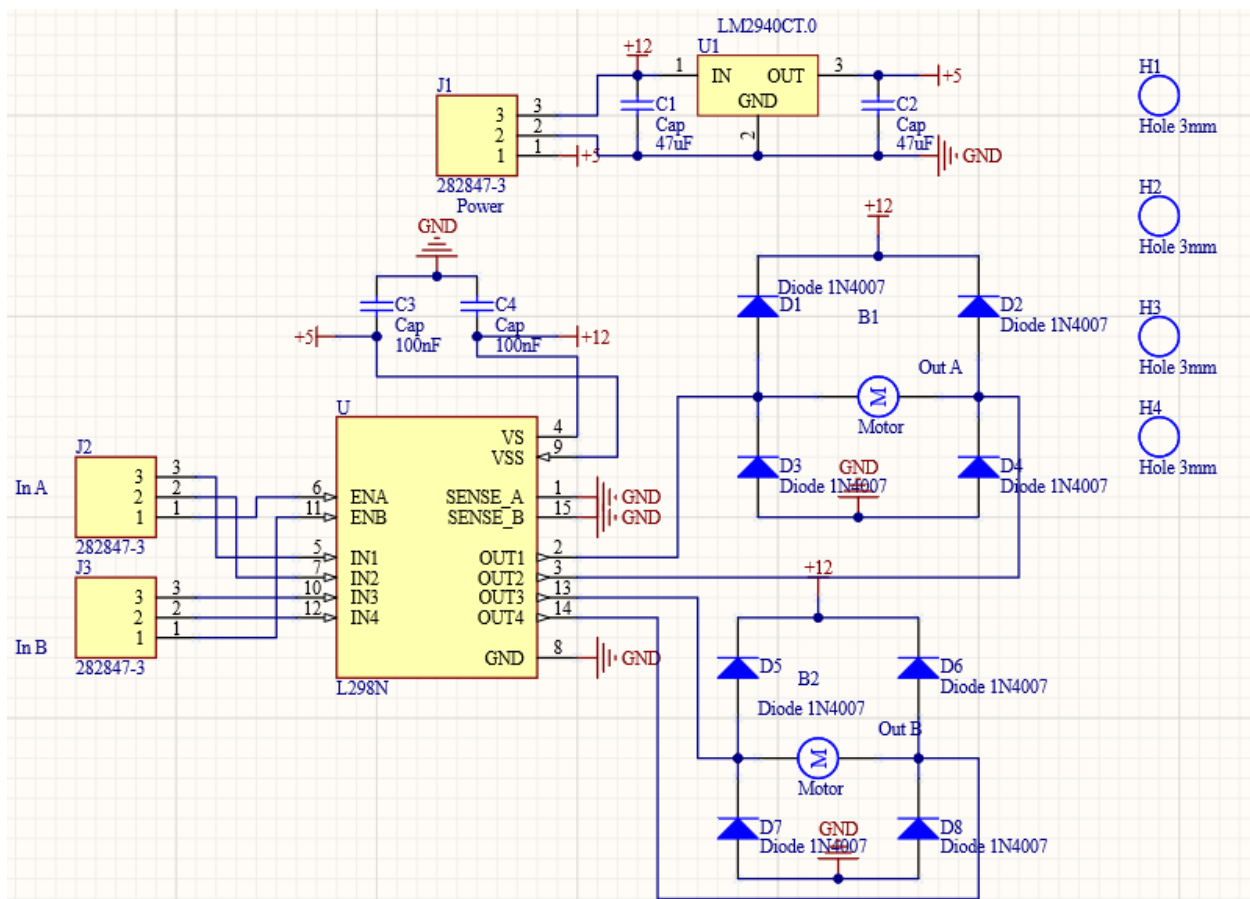 LM2940CT.0
U1
+12
1
IN
OUT
3
+5
GND
2
C1
Cap
47uF
C2
Cap
47uF
GND
J1
3
3
2
2
1
1
+5
282847-3
Power
H1
Hole 3mm
H2
Hole 3mm
H3
Hole 3mm
H4
Hole 3mm
GND
C3
Cap
100nF
C4
Cap
100nF
+5
+12
+12
Diode 1N4007
D1
B1
D2
Diode 1N4007
Out A
M
Motor
D3
Diode 1N4007
GND
D4
Diode 1N4007
U
VS
4
VSS
9
J2
In A
3
3
2
2
1
1
282847-3
6
ENA
11
ENB
5
IN1
7
IN2
10
IN3
12
IN4
SENSE_A
1
GND
SENSE_B
15
GND
OUT1
2
OUT2
3
OUT3
13
OUT4
14
GND
8
GND
L298N
J3
In B
3
3
2
2
1
1
282847-3
+12
D5
B2
Diode 1N4007
D6
Diode 1N4007
Out B
M
Motor
D7
Diode 1N4007
GND
D8
Diode 1N4007